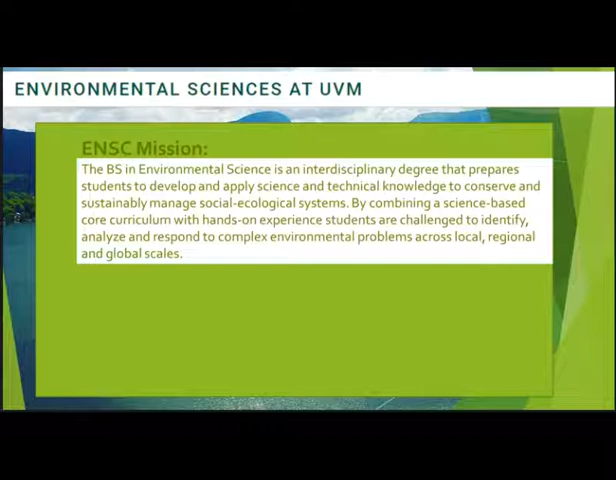 ENVIRONMENTAL SCIENCES AT UVM
ENSC Mission:
The BS in Environmental Science is an interdisciplinary degree that prepares
students to develop and apply science and technical knowledge to conserve and
sustainably manage social-ecological systems. By combining a science-based
core curriculum with hands-on experience students are challenged to identify,
analyze and respond to complex environmental problems across local, regional
and global scales.